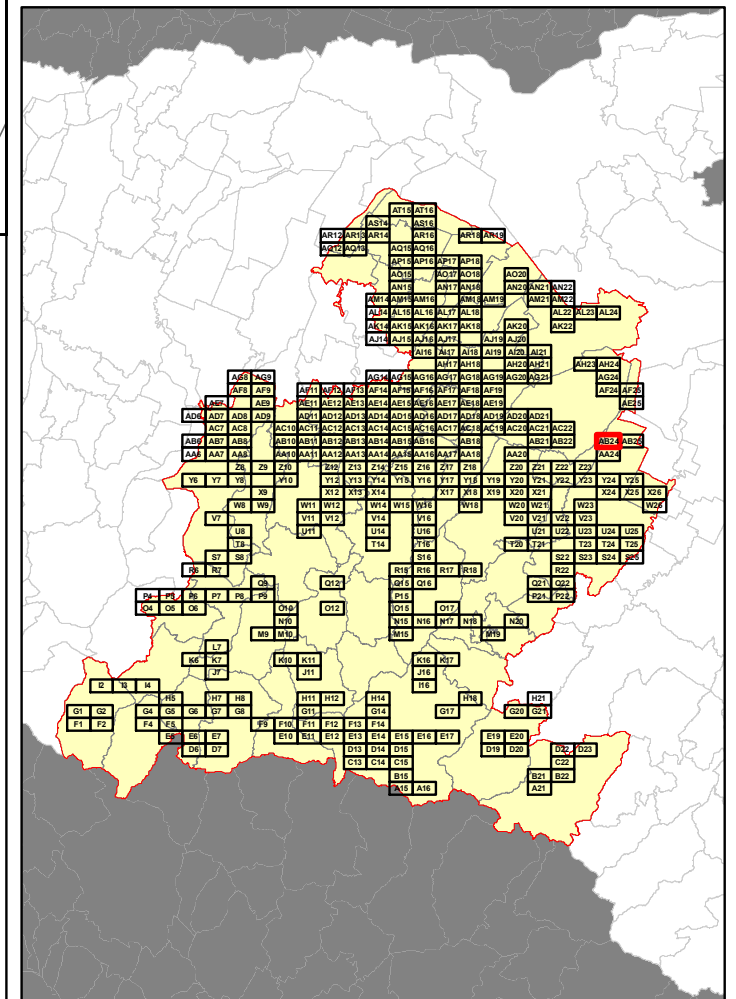 AT15 AT16
AS14 AS16
AR12 AR13 AR14 AR16 AR18 AR19
AQ12 AQ13 AQ15 AQ16
AP15 AP16 AP17 AP18
AO15 AO17 AO18 AO20
AN15 AN17 AN18 AN20 AN21 AN22
AM14 AM15 AM16 AM18 AM19 AM21 AM22
AL14 AL15 AL16 AL17 AL18 AL22 AL23 AL24
AK14 AK15 AK16 AK17 AK18 AK20 AK22
AJ14 AJ15 AJ16 AJ17 AJ19 AJ20
AI16 AI17 AI18 AI19 AI20 AI21
AH17 AH18 AH20 AH21 AH23 AH24
AG8 AG9 AG14 AG15 AG16 AG17 AG18 AG19 AG20 AG21 AG24
AF8 AF9 AF11 AF12 AF13 AF14 AF15 AF16 AF17 AF18 AF19 AF24 AF25
AE7 AE9 AE11 AE12 AE13 AE14 AE15 AE16 AE17 AE18 AE19 AE25
AD6 AD7 AD8 AD9 AD11 AD12 AD13 AD14 AD15 AD16 AD17 AD18 AD19 AD20 AD21
AC7 AC8 AC10 AC11 AC12 AC13 AC14 AC15 AC16 AC17 AC18 AC19 AC20 AC21 AC22
AB6 AB7 AB8 AB10 AB11 AB12 AB13 AB14 AB15 AB16 AB18 AB21 AB22 AB24 AB25
AA6 AA7 AA8 AA10 AA11 AA12 AA13 AA14 AA15 AA16 AA17 AA18 AA20 AA24
Z8 Z9 Z10 Z12 Z13 Z14 Z15 Z16 Z17 Z18 Z20 Z21 Z22 Z23
Y6 Y7 Y8 Y10 Y12 Y13 Y14 Y15 Y16 Y17 Y18 Y19 Y20 Y21 Y22 Y23 Y24 Y25
X9 X12 X13 X14 X17 X18 X19 X20 X21 X24 X25 X26
W8 W9 W11 W12 W14 W15 W16 W18 W20 W21 W23 W26
V7 V11 V12 V14 V16 V20 V21 V22 V23
U8 U11 U14 U16 U21 U22 U23 U24 U25
T8 T14 T16 T20 T21 T23 T24 T25
S7 S8 S16 S22 S23 S24 S25
R6 R7 R15 R16 R17 R18 R22
Q9 Q12 Q15 Q16 Q21 Q22
P4 P5 P6 P7 P8 P9 P15 P21 P22
O4 O5 O6 O10 O12 O15 O17
N10 N15 N16 N17 N18 N20
M9 M10 M15 M19
L7
K6 K7 K10 K11 K16 K17
J7 J11 J16
I2 I3 I4 I16
H5 H7 H8 H11 H12 H14 H18 H21
G1 G2 G4 G5 G6 G7 G8 G11 G14 G17 G20 G21
F1 F2 F4 F5 F9 F10 F11 F12 F13 F14
E5 E6 E7 E10 E11 E12 E13 E14 E15 E16 E17 E19 E20
D6 D7 D13 D14 D15 D19 D20 D22 D23
C13 C14 C15 C22
B15 B21 B22
A15 A16 A21